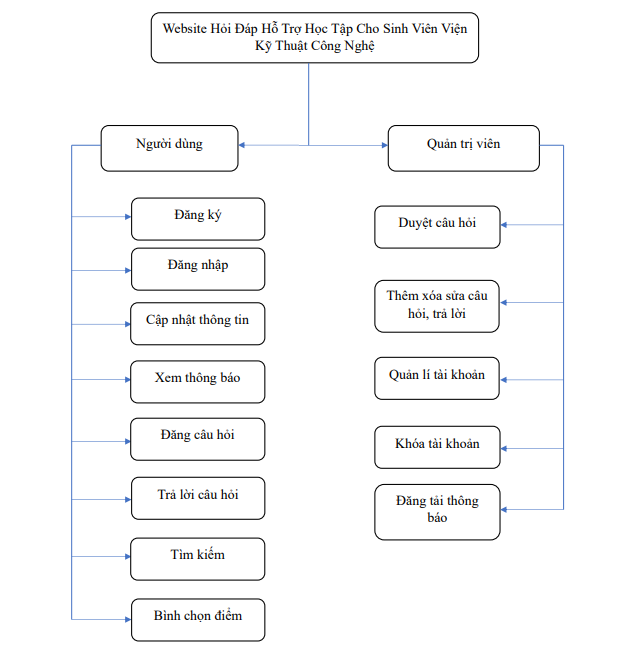 Website Hỏi Đáp Hỗ Trợ Học Tập Cho Sinh Viên Viện
Kỹ Thuật Công Nghệ
Người dùng
Quản trị viên
Đăng ký
Đăng nhập
Cập nhật thông tin
Xem thông báo
Đăng câu hỏi
Trả lời câu hỏi
Tìm kiếm
Bình chọn điểm
Duyệt câu hỏi
Thêm xóa sửa câu
hỏi, trả lời
Quản lí tài khoản
Khóa tài khoản
Đăng tải thông
báo